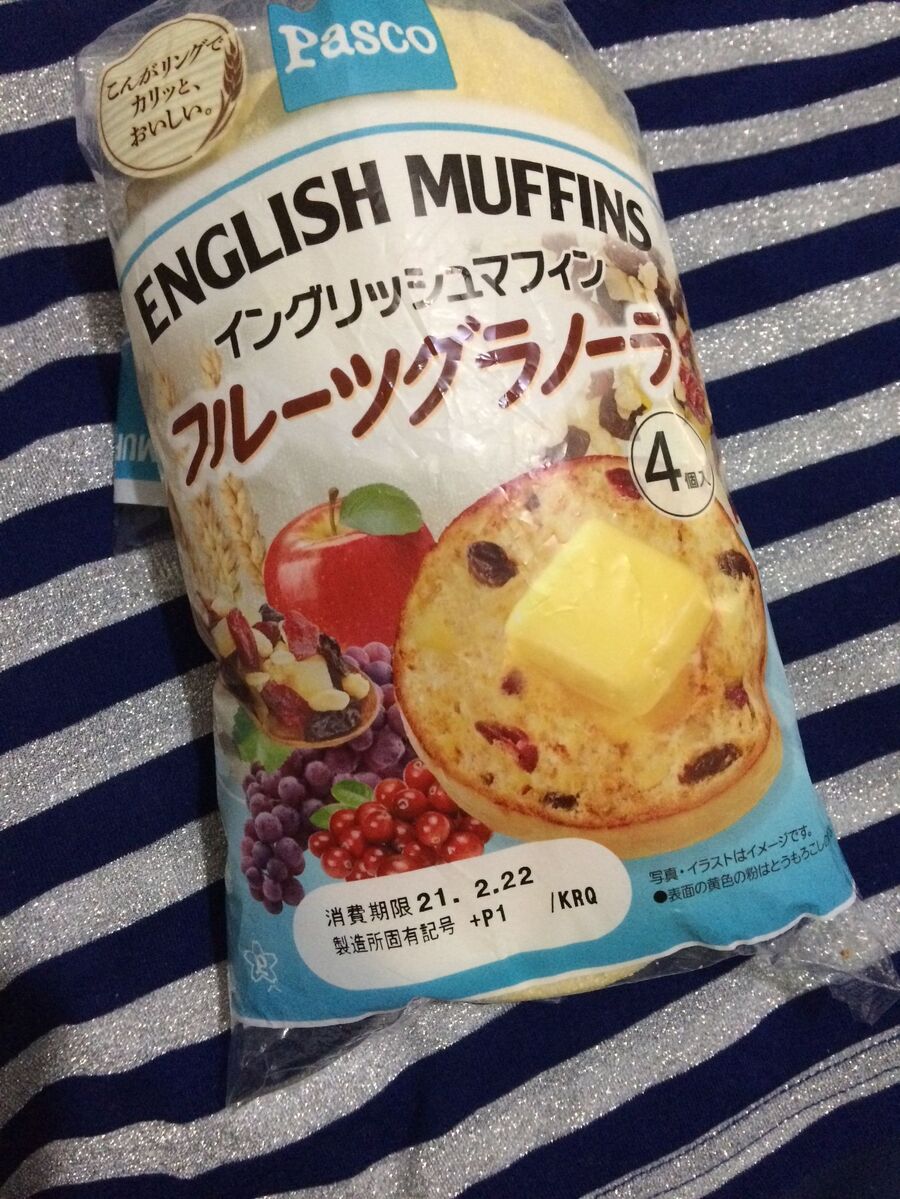 Pasco
こんがリングで
カリッと、
おいしい。
ENGLISH MUFFINS
イングリッシュマフィン
フルーツグラノーラ
4個入
消費期限 21. 2.22
製造所固有記号 +P1 /KRQ
写真・イラストはイメージです。
●表面の黄色の粉はとうもろこし